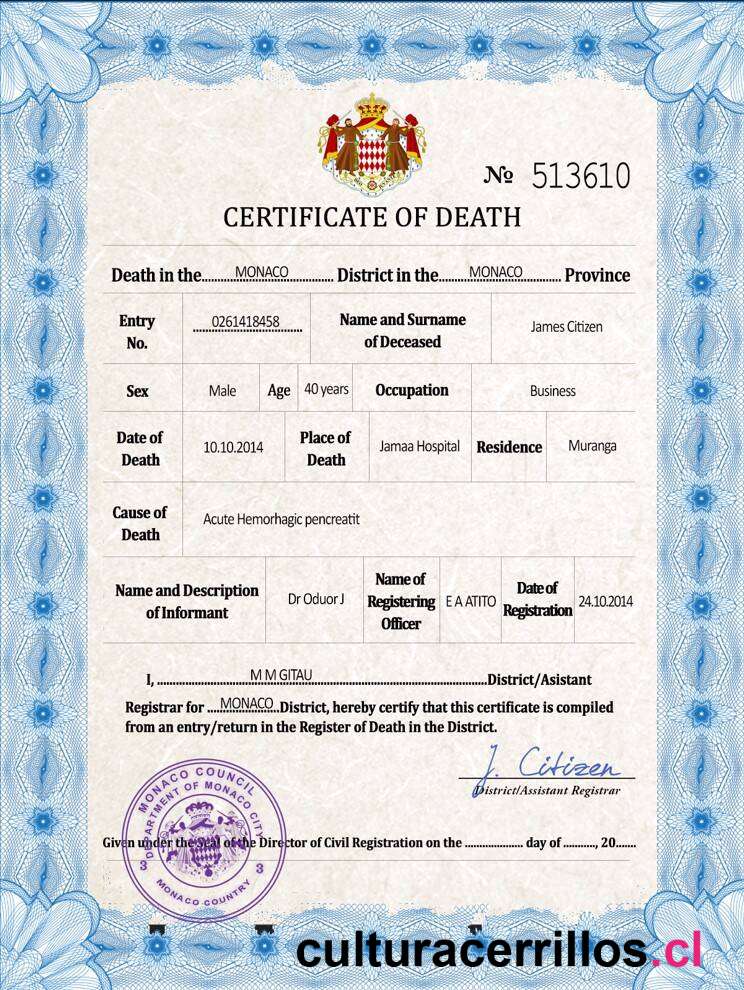 № 513610
CERTIFICATE OF DEATH
Death in the.....MONACO.....District in the.....MONACO.....Province
Entry No. 0261418458 Name and Surname of Deceased James Citizen
Sex Male Age 40 years Occupation Business
Date of Death 10.10.2014 Place of Death Jamaa Hospital Residence Muranga
Cause of Death Acute Hemorhagic pencreatit
Name and Description of Informant Dr Oduor J Name of Registering Officer E A ATITO Date of Registration 24.10.2014
I, .....M M GITAU.....District/Asistant
Registrar for ...MONACO...District, hereby certify that this certificate is compiled
from an entry/return in the Register of Death in the District.
J. Citizen
District/Assistant Registrar
MONACO COUNCIL
DEPARTMENT OF MONACO CITY
3 3
MONACO COUNTRY
Given under the Seal of the Director of Civil Registration on the .................... day of ..........., 20.......
culturacerrillos.cl